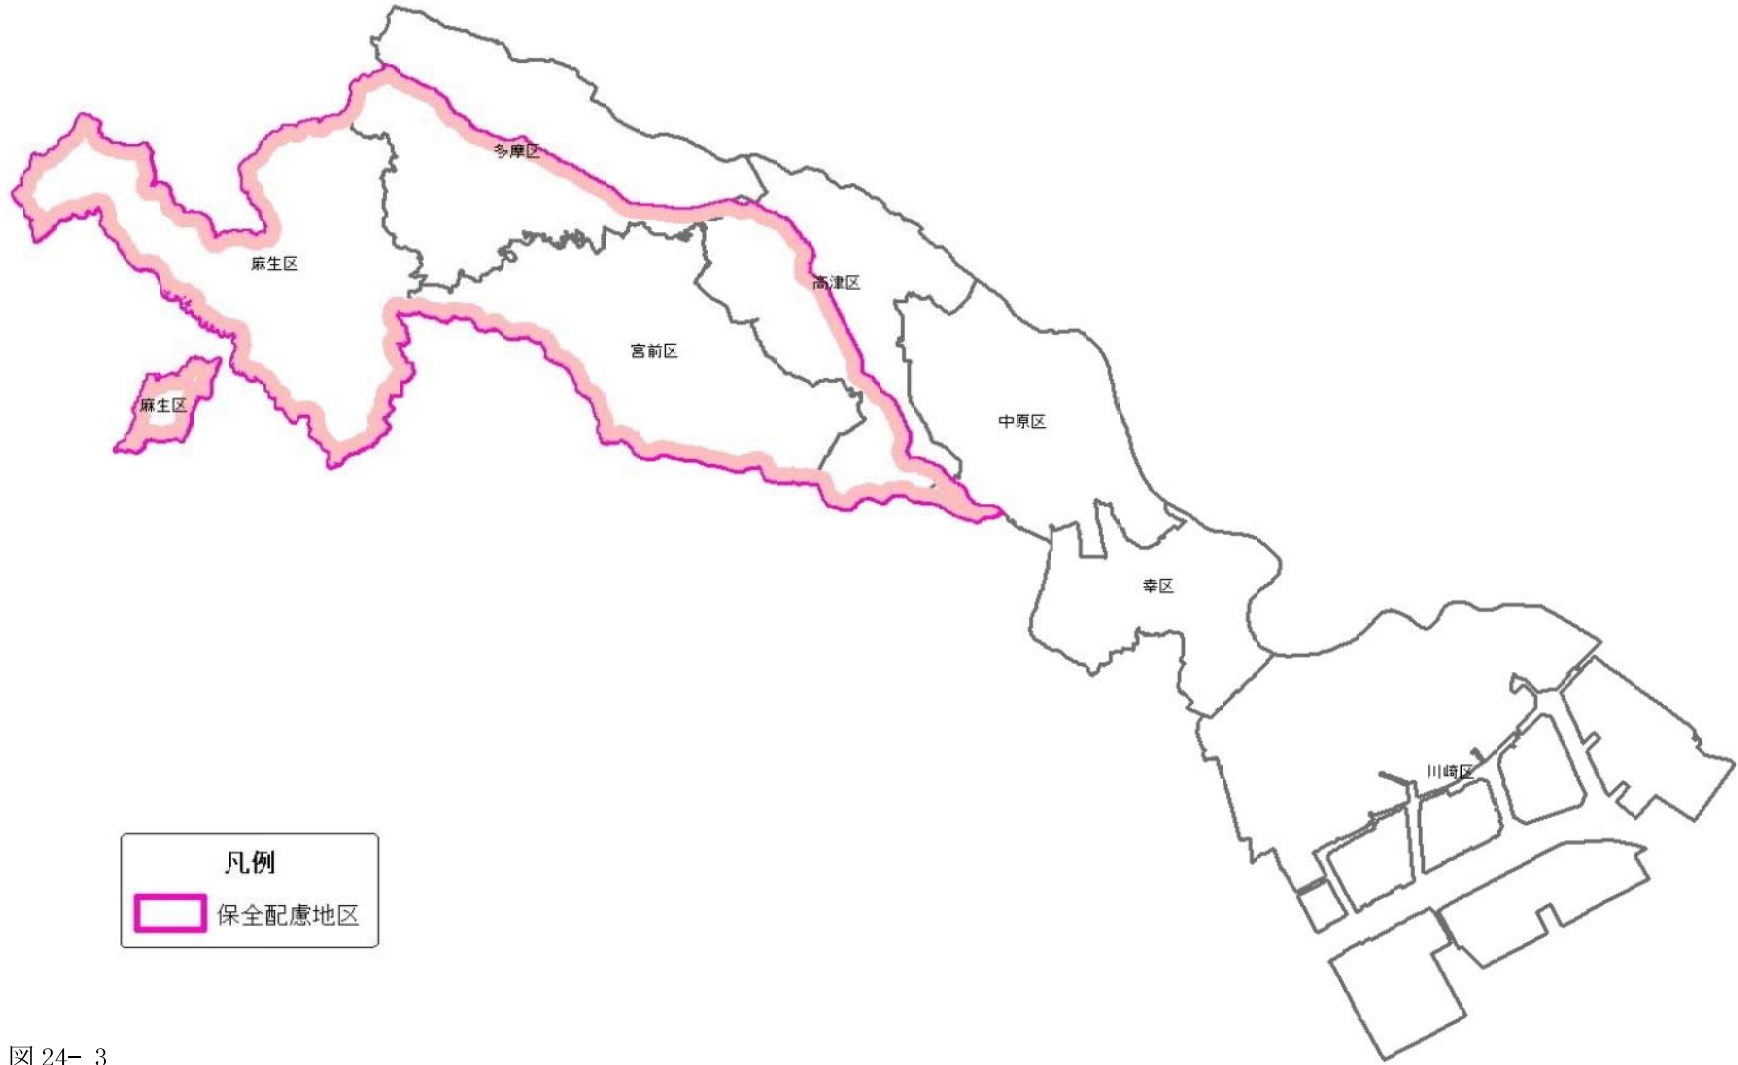 多摩区
麻生区
高津区
宮前区
麻生区
中原区
幸区
川崎区
凡例
保全配慮地区
図 24- 3